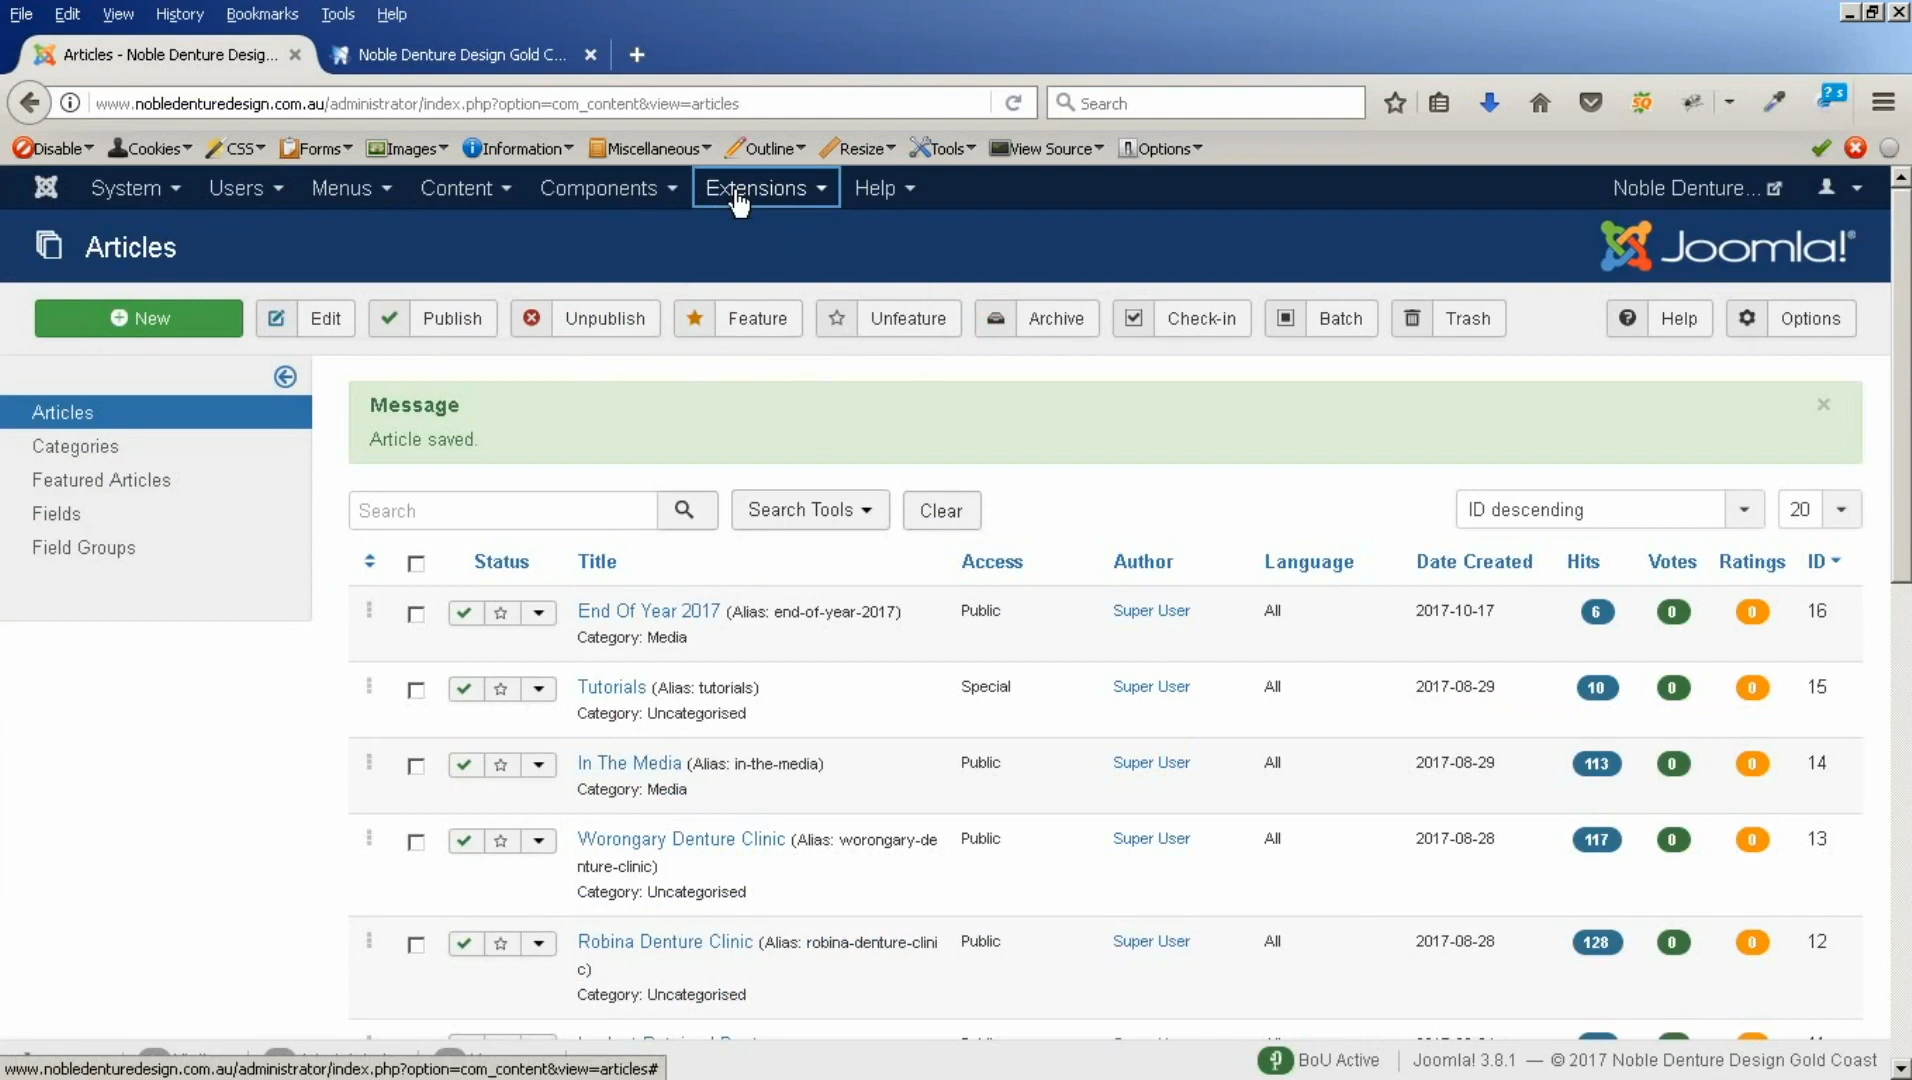 File Edit View History Bookmarks Tools Help
Articles - Noble Denture Desig... Noble Denture Design Gold C...
www.nobledenturedesign.com.au/administrator/index.php?option=com_content&view=articles Search
Disable Cookies CSS Forms Images Information Miscellaneous Outline Resize Tools View Source Options
System Users Menus Content Components Extensions Help Noble Denture...
Articles Joomla!®
New Edit Publish Unpublish Feature Unfeature Archive Check-in Batch Trash Help Options
Articles
Categories
Featured Articles
Fields
Field Groups
Message
Article saved.
Search Search Tools Clear ID descending 20
Status Title Access Author Language Date Created Hits Votes Ratings ID
End Of Year 2017 (Alias: end-of-year-2017) Public Super User All 2017-10-17 6 0 0 16
Category: Media
Tutorials (Alias: tutorials) Special Super User All 2017-08-29 10 0 0 15
Category: Uncategorised
In The Media (Alias: in-the-media) Public Super User All 2017-08-29 113 0 0 14
Category: Media
Worongary Denture Clinic (Alias: worongary-de Public Super User All 2017-08-28 117 0 0 13
nture-clinic)
Category: Uncategorised
Robina Denture Clinic (Alias: robina-denture-clini Public Super User All 2017-08-28 128 0 0 12
c)
Category: Uncategorised
BoU Active Joomla! 3.8.1 — © 2017 Noble Denture Design Gold Coast
www.nobledenturedesign.com.au/administrator/index.php?option=com_content&view=articles#